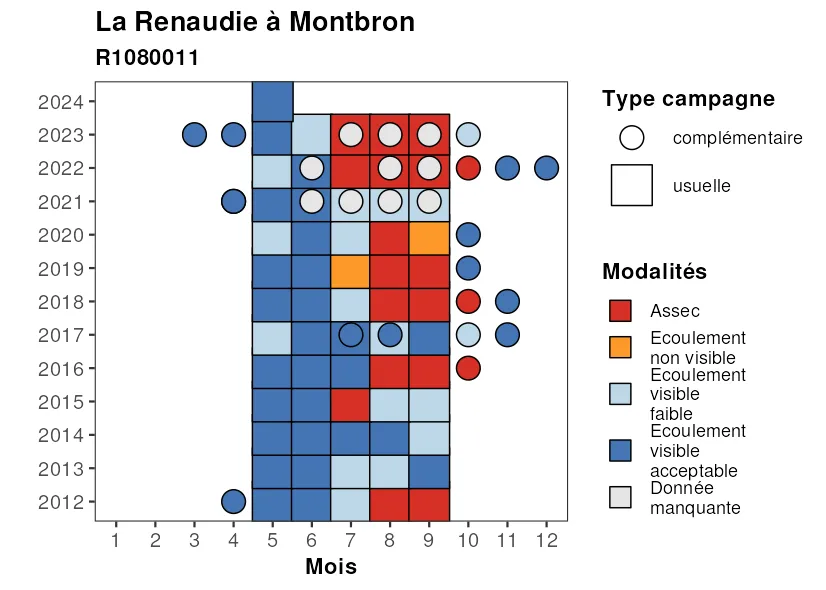 La Renaudie à Montbron
R1080011
2024
2023
2022
2021
2020
2019
2018
2017
2016
2015
2014
2013
2012
1 2 3 4 5 6 7 8 9 10 11 12
Mois
Type campagne
complémentaire
usuelle
Modalités
Assec
Ecoulement
non visible
Ecoulement
visible
faible
Ecoulement
visible
acceptable
Donnée
manquante